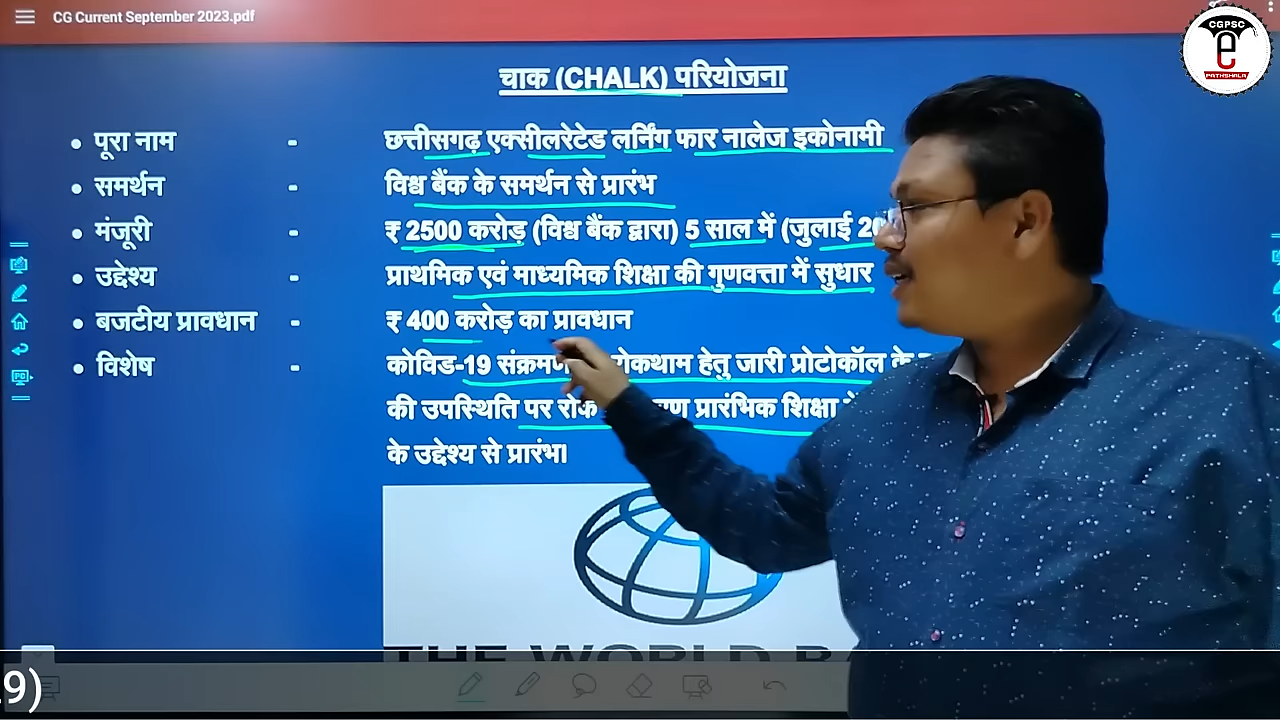 CG Current September 2023.pdf
CGPSC
e
PATHSHALA
चाक (CHALK) परियोजना
• पूरा नाम - छत्तीसगढ़ एक्सीलरेटेड लर्निंग फार नालेज इकोनामी
• समर्थन - विश्व बैंक के समर्थन से प्रारंभ
• मंजूरी - ₹ 2500 करोड़ (विश्व बैंक द्वारा) 5 साल में (जुलाई
• उद्देश्य - प्राथमिक एवं माध्यमिक शिक्षा की गुणवत्ता में सुधार
• बजटीय प्रावधान - ₹ 400 करोड़ का प्रावधान
• विशेष - कोविड-19 हेतु जारी प्रोटोकॉल के
की उपस्थिति पर प्रारंभिक शिक्षा
के उद्देश्य से प्रारंभ।
THE WORLD
9)